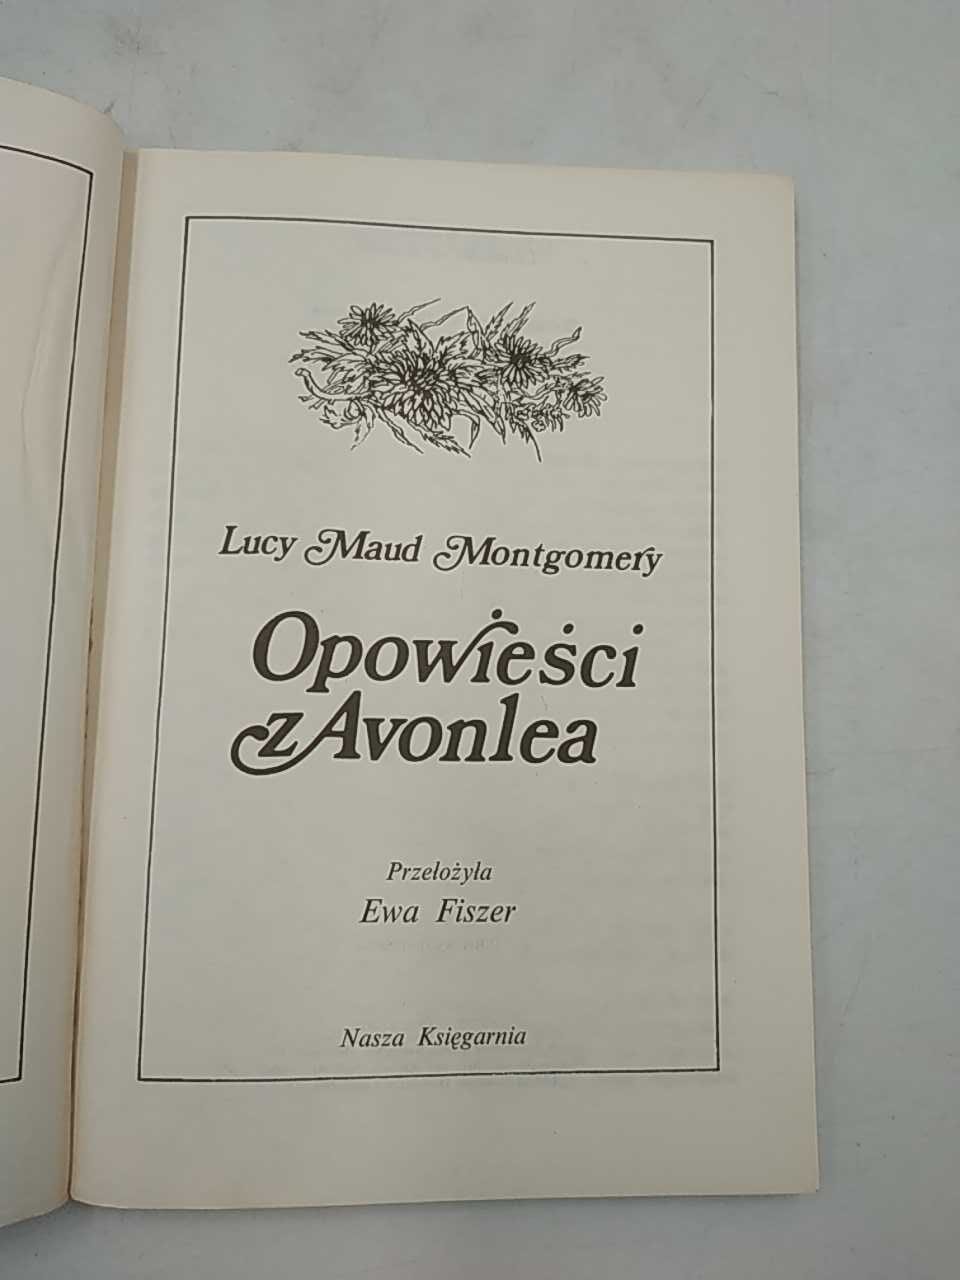 Lucy Maud Montgomery
Opowieści
z Avonlea
Przełożyła
Ewa Fiszer
Nasza Księgarnia